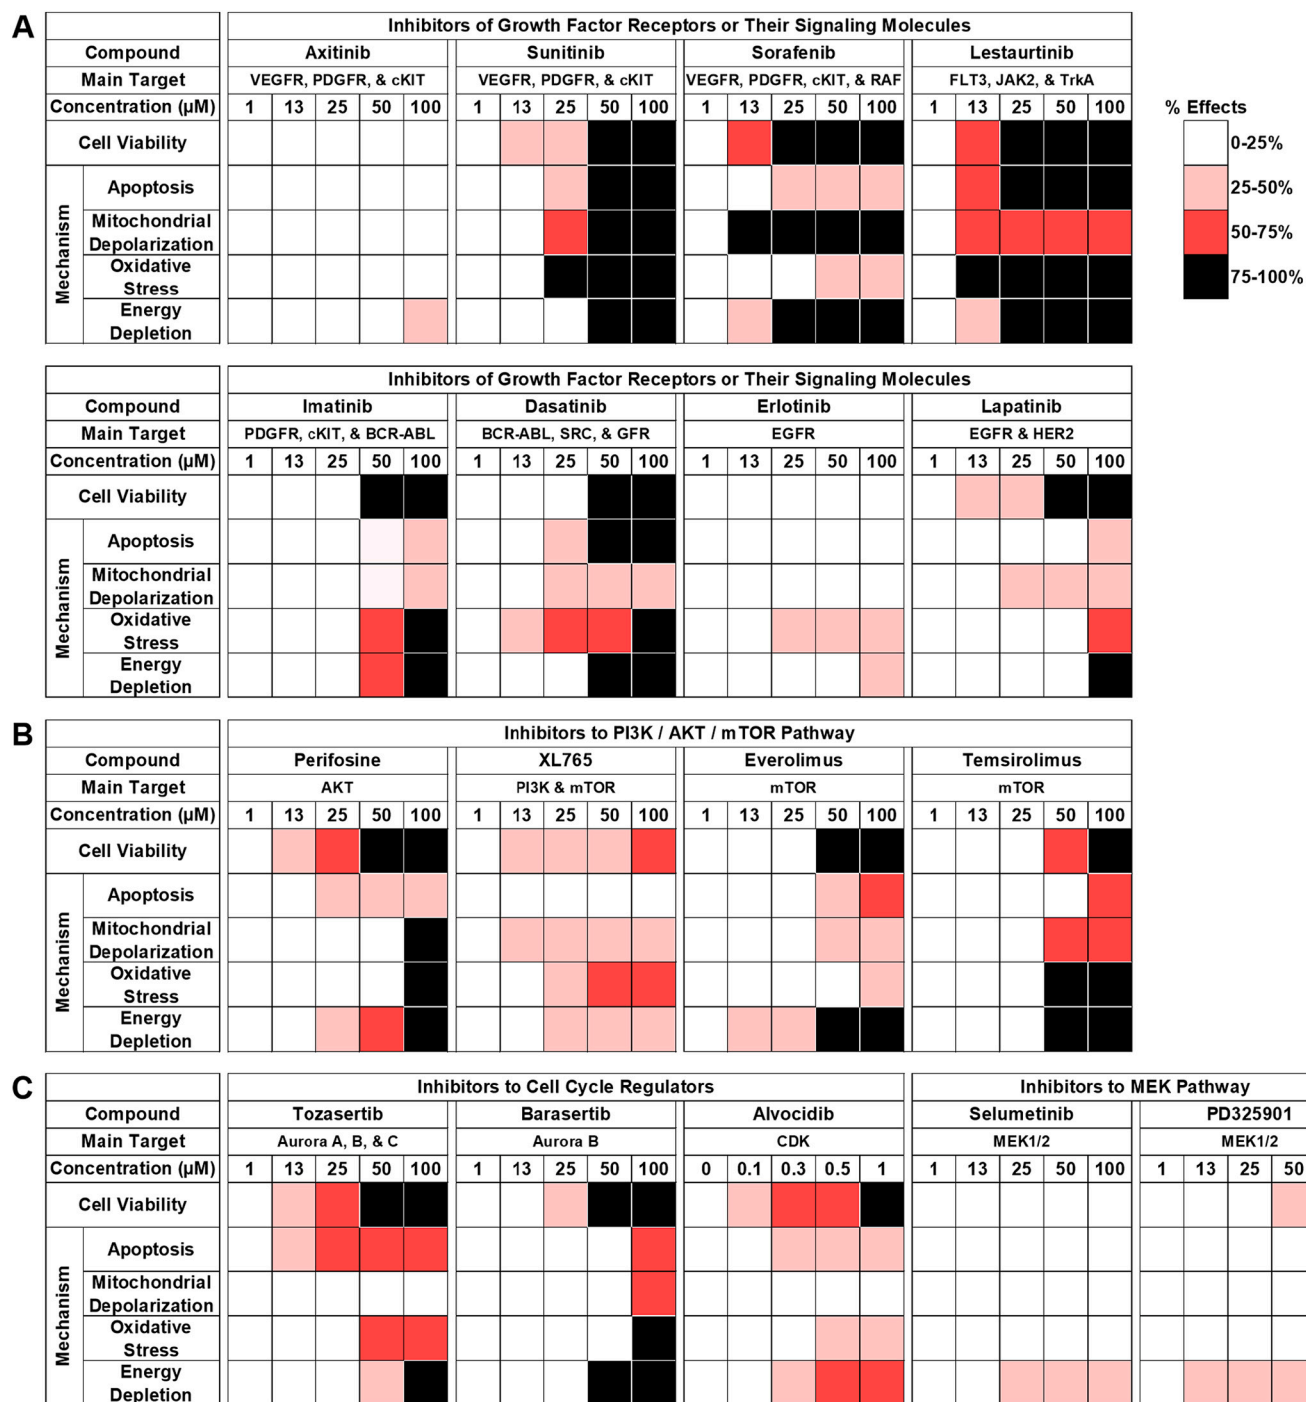 A
Inhibitors of Growth Factor Receptors or Their Signaling Molecules
Compound Axitinib Sunitinib Sorafenib Lestaurtinib
Main Target VEGFR, PDGFR, & cKIT VEGFR, PDGFR, & cKIT VEGFR, PDGFR, cKIT, & RAF FLT3, JAK2, & TrkA
Concentration (µM) 1 13 25 50 100 1 13 25 50 100 1 13 25 50 100 1 13 25 50 100
Cell Viability
Mechanism
Apoptosis
Mitochondrial
Depolarization
Oxidative
Stress
Energy
Depletion
% Effects
0-25%
25-50%
50-75%
75-100%
Inhibitors of Growth Factor Receptors or Their Signaling Molecules
Compound Imatinib Dasatinib Erlotinib Lapatinib
Main Target PDGFR, cKIT, & BCR-ABL BCR-ABL, SRC, & GFR EGFR EGFR & HER2
Concentration (µM) 1 13 25 50 100 1 13 25 50 100 1 13 25 50 100 1 13 25 50 100
Cell Viability
Mechanism
Apoptosis
Mitochondrial
Depolarization
Oxidative
Stress
Energy
Depletion
B
Inhibitors to PI3K / AKT / mTOR Pathway
Compound Perifosine XL765 Everolimus Temsirolimus
Main Target AKT PI3K & mTOR mTOR mTOR
Concentration (µM) 1 13 25 50 100 1 13 25 50 100 1 13 25 50 100 1 13 25 50 100
Cell Viability
Mechanism
Apoptosis
Mitochondrial
Depolarization
Oxidative
Stress
Energy
Depletion
C
Inhibitors to Cell Cycle Regulators Inhibitors to MEK Pathway
Compound Tozasertib Barasertib Alvocidib Selumetinib PD325901
Main Target Aurora A, B, & C Aurora B CDK MEK1/2 MEK1/2
Concentration (µM) 1 13 25 50 100 1 13 25 50 100 0 0.1 0.3 0.5 1 1 13 25 50 100 1 13 25 50
Cell Viability
Mechanism
Apoptosis
Mitochondrial
Depolarization
Oxidative
Stress
Energy
Depletion